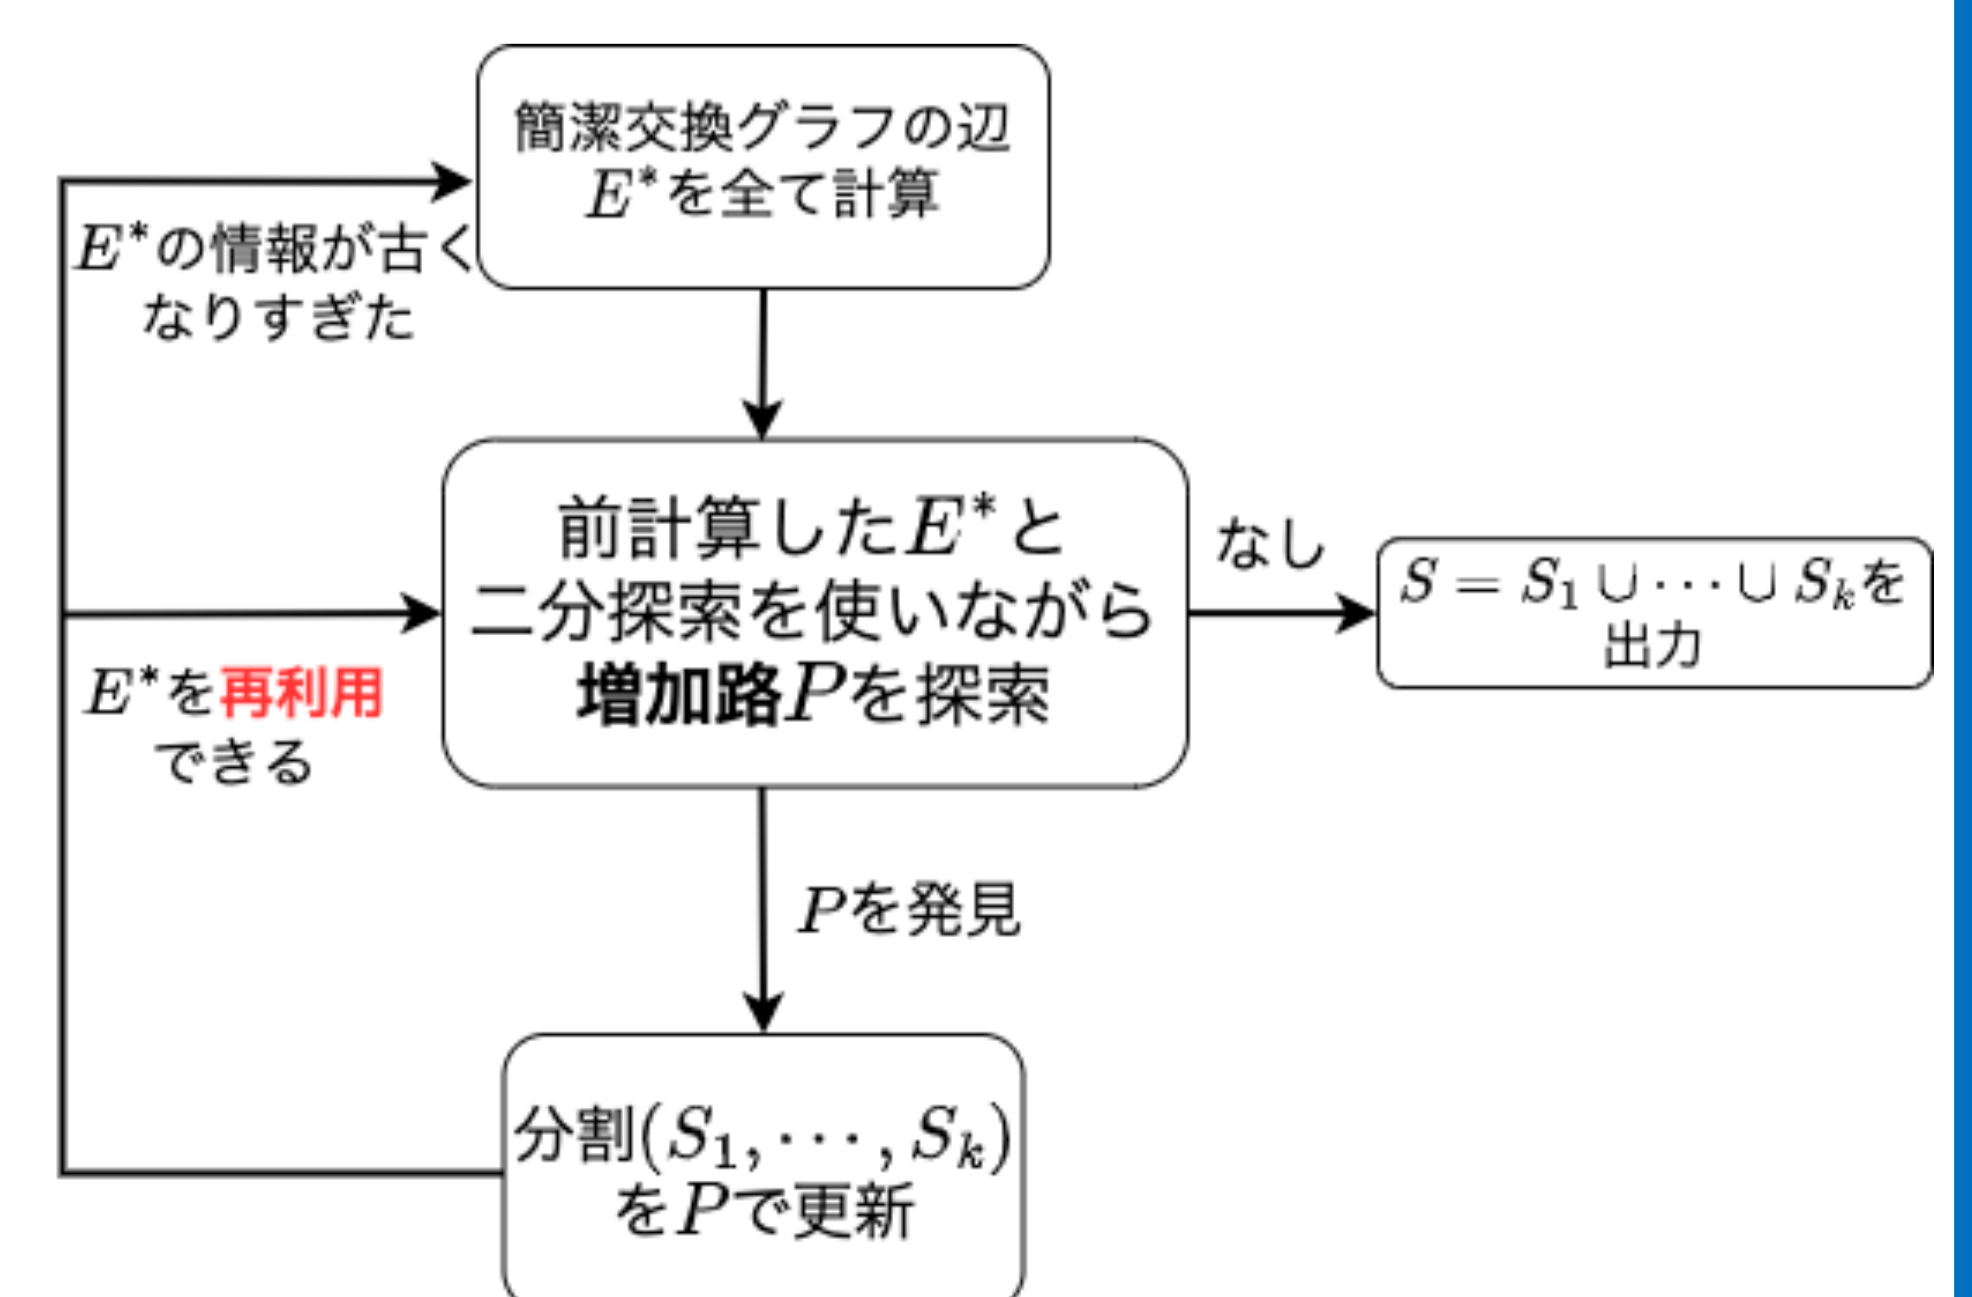 簡潔交換グラフの辺
E*を全て計算
E*の情報が古く
なりすぎた
前計算したE*と
二分探索を使いながら
増加路Pを探索
なし
S = S₁ ∪ ⋯ ∪ Sₖを
出力
E*を再利用
できる
Pを発見
分割(S₁, ⋯, Sₖ)
をPで更新